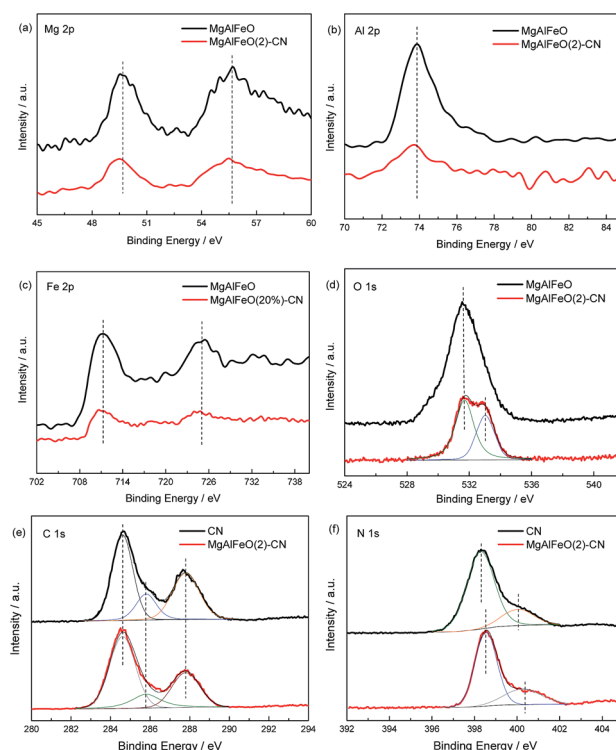 (a) Mg 2p
MgAlFeO
MgAlFeO(2)-CN
Intensity / a.u.
45 48 51 54 57 60
Binding Energy / eV
(b) Al 2p
MgAlFeO
MgAlFeO(2)-CN
Intensity / a.u.
70 72 74 76 78 80 82 84
Binding Energy / eV
(c) Fe 2p
MgAlFeO
MgAlFeO(20%)-CN
Intensity / a.u.
702 708 714 720 726 732 738
Binding Energy / eV
(d) O 1s
MgAlFeO
MgAlFeO(2)-CN
Intensity / a.u.
524 528 532 536 540
Binding Energy / eV
(e) C 1s
CN
MgAlFeO(2)-CN
Intensity / a.u.
280 282 284 286 288 290 292 294
Binding Energy / eV
(f) N 1s
CN
MgAlFeO(2)-CN
Intensity / a.u.
392 394 396 398 400 402 404
Binding Energy / eV